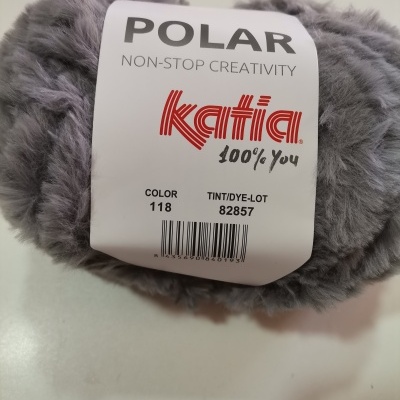 POLAR
NON-STOP CREATIVITY
katia
100% You
COLOR TINT/DYE-LOT
118 82857